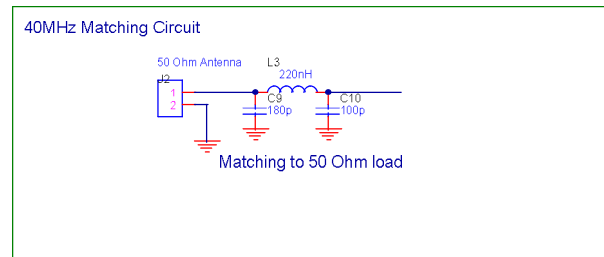 40MHz Matching Circuit
50 Ohm Antenna
J2
1
2
L3
220nH
C9
180p
C10
100p
Matching to 50 Ohm load